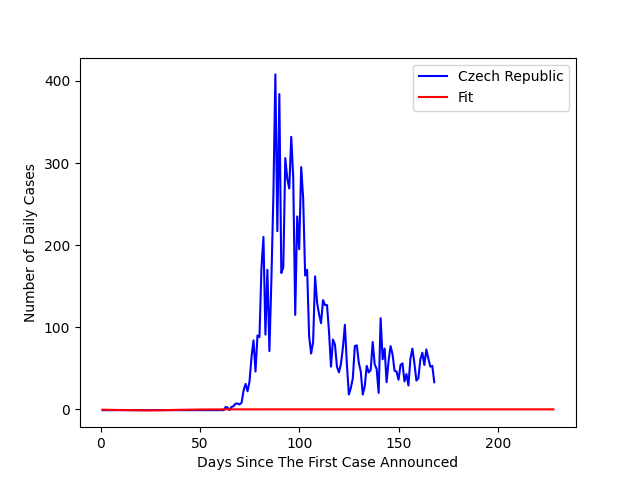 Czech Republic
Fit
400
300
200
100
0
Number of Daily Cases
0
50
100
150
200
Days Since The First Case Announced